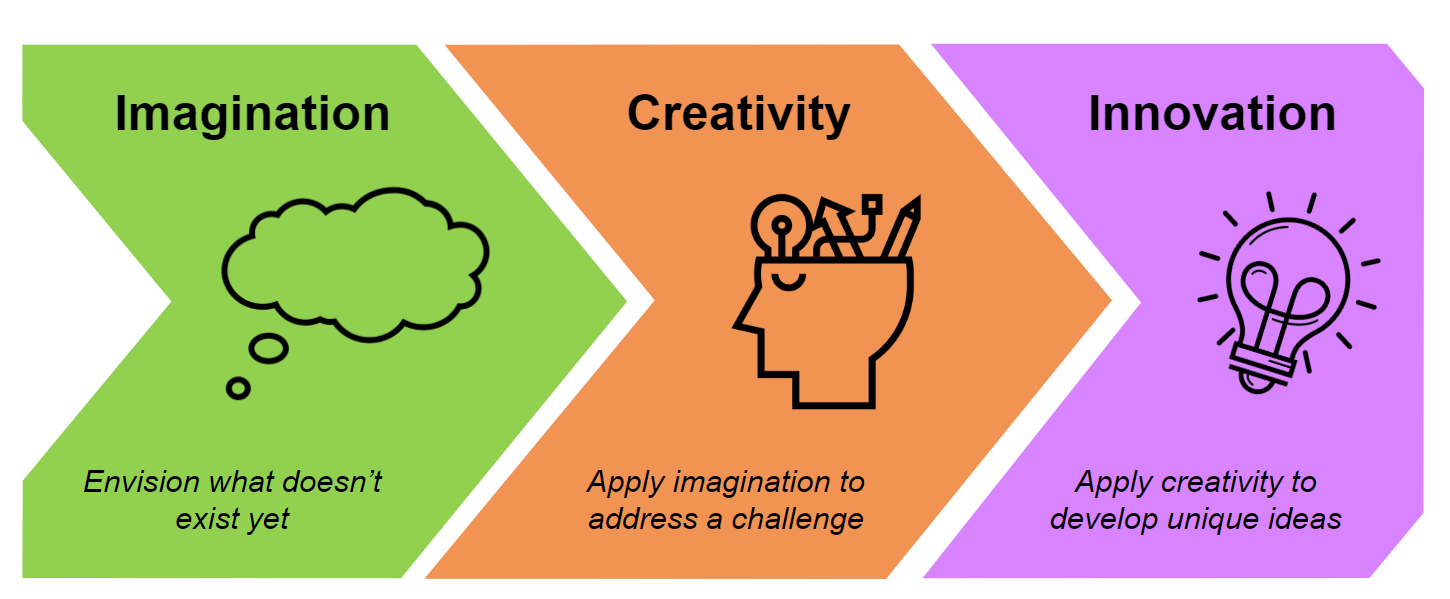 Imagination
Envision what doesn’t
exist yet
Creativity
Apply imagination to
address a challenge
Innovation
Apply creativity to
develop unique ideas